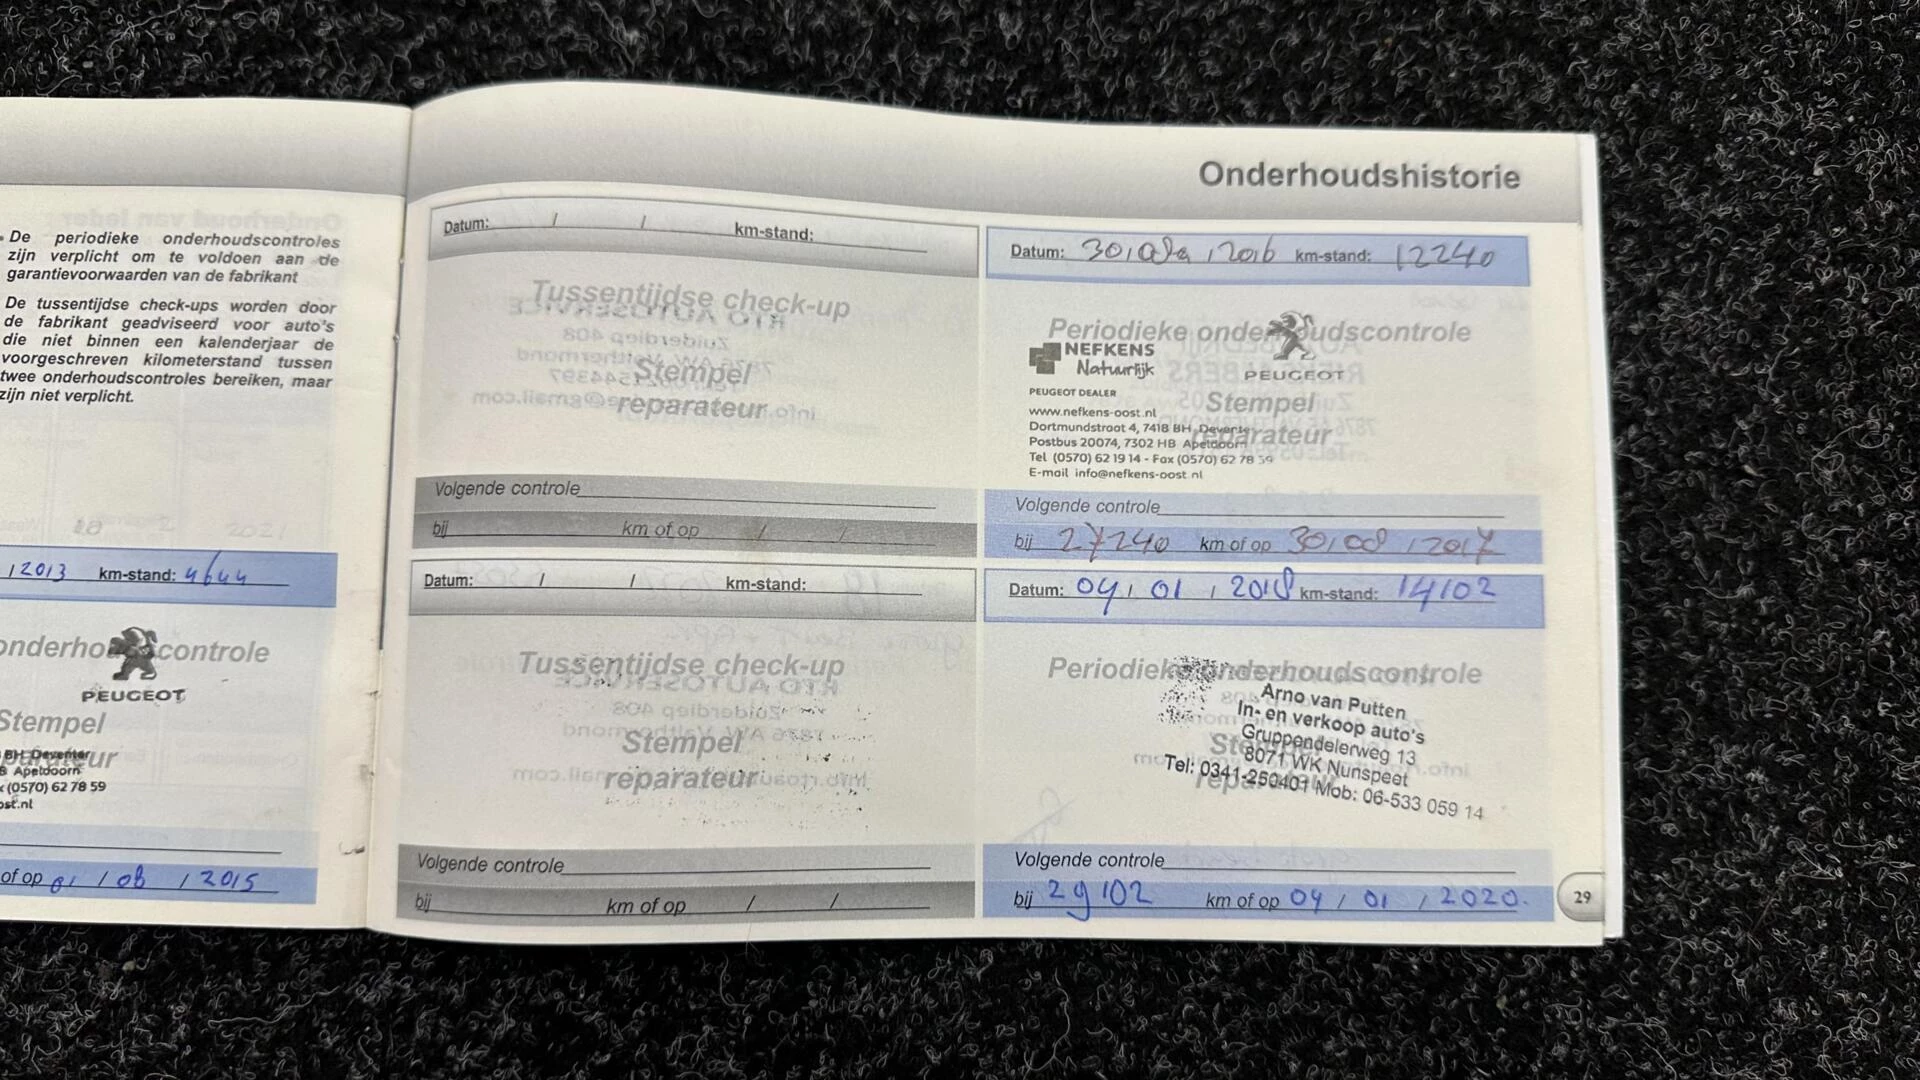 De periodieke onderhoudscontroles
zijn verplicht om te voldoen aan de
garantievoorwaarden van de fabrikant
De tussentijdse check-ups worden door
de fabrikant geadviseerd voor auto's
die niet binnen een kalenderjaar de
voorgeschreven kilometerstand tussen
twee onderhoudscontroles bereiken, maar
zijn niet verplicht.
/ 2013 km-stand: 4644
controle
PEUGEOT
Stempel
BH Deventer
Apeldoorn
(0570) 62 78 59
of op 01 / 08 / 2015
Onderhoudshistorie
Datum: / / km-stand:
Tussentijdse check-up
Stempel
reparateur
Volgende controle
bij km of op / /
Datum: / / km-stand:
Tussentijdse check-up
Stempel
reparateur
Volgende controle
bij km of op / /
Datum: 30 / / 2016 km-stand: 12240
Periodieke onderhoudscontrole
NEFKENS
Natuurlijk
PEUGEOT
PEUGEOT DEALER
Stempel
reparateur
www.nefkens-oost.nl
Dortmundstraat 4, 7418 BH Deventer
Postbus 20074, 7302 HB Apeldoorn
Tel (0570) 62 19 14 - Fax (0570) 62 78 59
E-mail info@nefkens-oost.nl
Volgende controle
bij 27240 km of op 30 / 08 / 2017
Datum: 04 / 01 / 2018 km-stand: 14102
Periodieke onderhoudscontrole
Stempel
reparateur
Arno van Putten
In- en verkoop auto's
Gruppendelerweg 13
8071 WK Nunspeet
Tel: 0341-250401 Mob: 06-533 059 14
Volgende controle
bij 29102 km of op 04 / 01 / 2020.
29